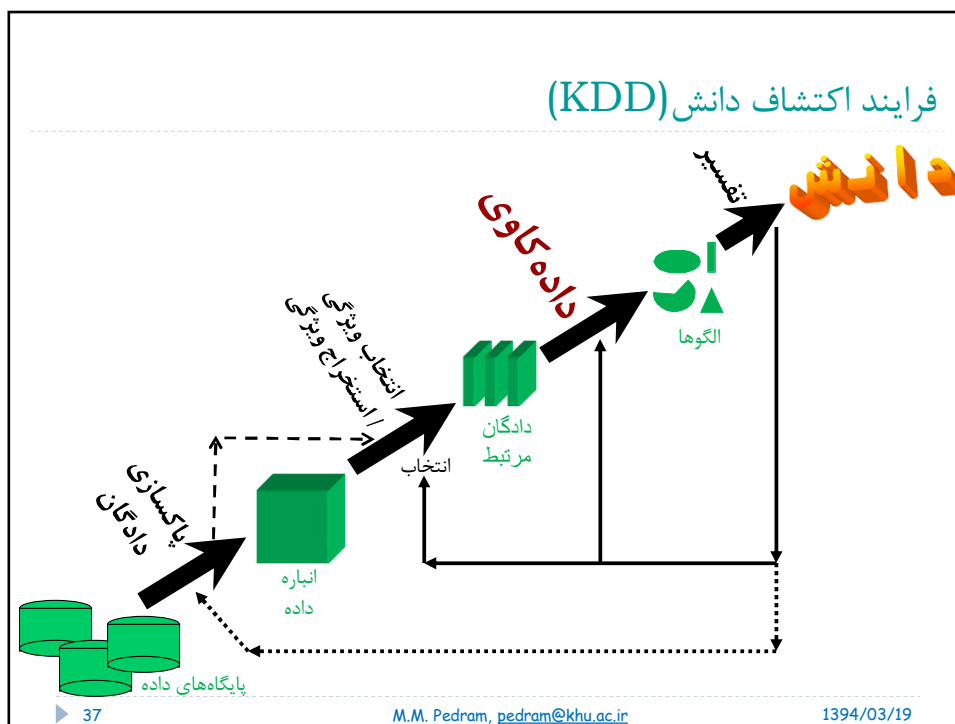 فرایند اکتشاف دانش(KDD)
دانش
تفسیر
الگوها
داده‌کاوی
دادگان
مرتبط
انتخاب ویژگی
/ استخراج ویژگی
انتخاب
انباره
داده
پاکسازی
دادگان
پایگاه‌های داده
37
M.M. Pedram, pedram@khu.ac.ir
1394/03/19